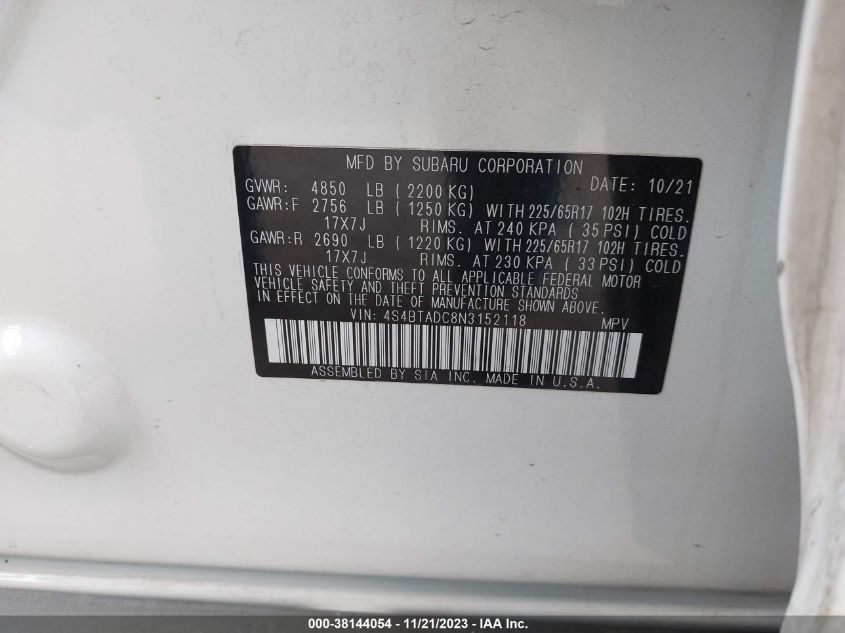 MFD BY SUBARU CORPORATION
GVWR: 4850 LB (2200 KG) DATE: 10/21
GAWR:F 2756 LB (1250 KG) WITH 225/65R17 102H TIRES.
17X7J RIMS. AT 240 KPA (35 PSI) COLD
GAWR:R 2690 LB (1220 KG) WITH 225/65R17 102H TIRES.
17X7J RIMS. AT 230 KPA (33 PSI) COLD
THIS VEHICLE CONFORMS TO ALL APPLICABLE FEDERAL MOTOR
VEHICLE SAFETY AND THEFT PREVENTION STANDARDS
IN EFFECT ON THE DATE OF MANUFACTURE SHOWN ABOVE.
VIN: 4S4BTADC8N3152118 MPV
ASSEMBLED BY SIA INC. MADE IN U.S.A.
000-38144054 - 11/21/2023 - IAA Inc.